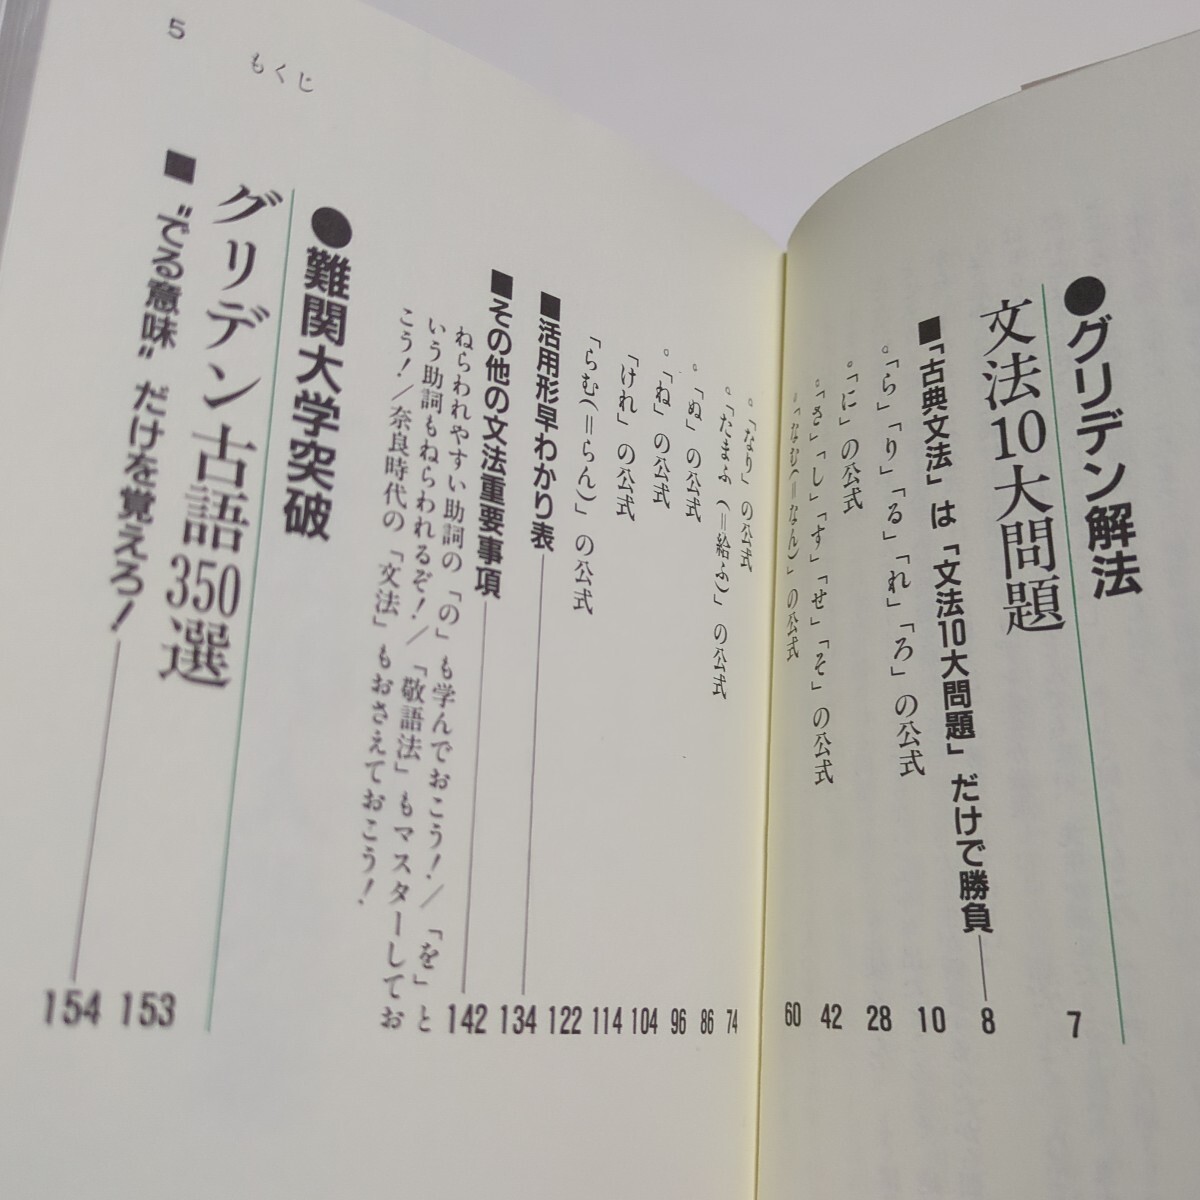 ●グリデン解法
文法10大問題 7
■「古典文法」は「文法10大問題」だけで勝負 8
。「ら」「り」「る」「れ」「ろ」の公式 10
。「に」の公式 28
。「さ」「し」「す」「せ」「そ」の公式 42
。「なむ(＝なん)」の公式 60
。「なり」の公式 74
。「たまふ(＝給ふ)」の公式 86
。「ぬ」の公式 96
。「ね」の公式 104
「けれ」の公式 114
「らむ(＝らん)」の公式 122
■活用形早わかり表 134
■その他の文法重要事項 142
ねらわれやすい助詞の「の」も学んでおこう！／「を」と
いう助詞もねらわれるぞ！／「敬語法」もマスターしてお
こう！／奈良時代の「文法」もおさえておこう！
●難関大学突破
グリデン古語350選 153
■“でる意味”だけを覚えろ！ 154
5 もくじ